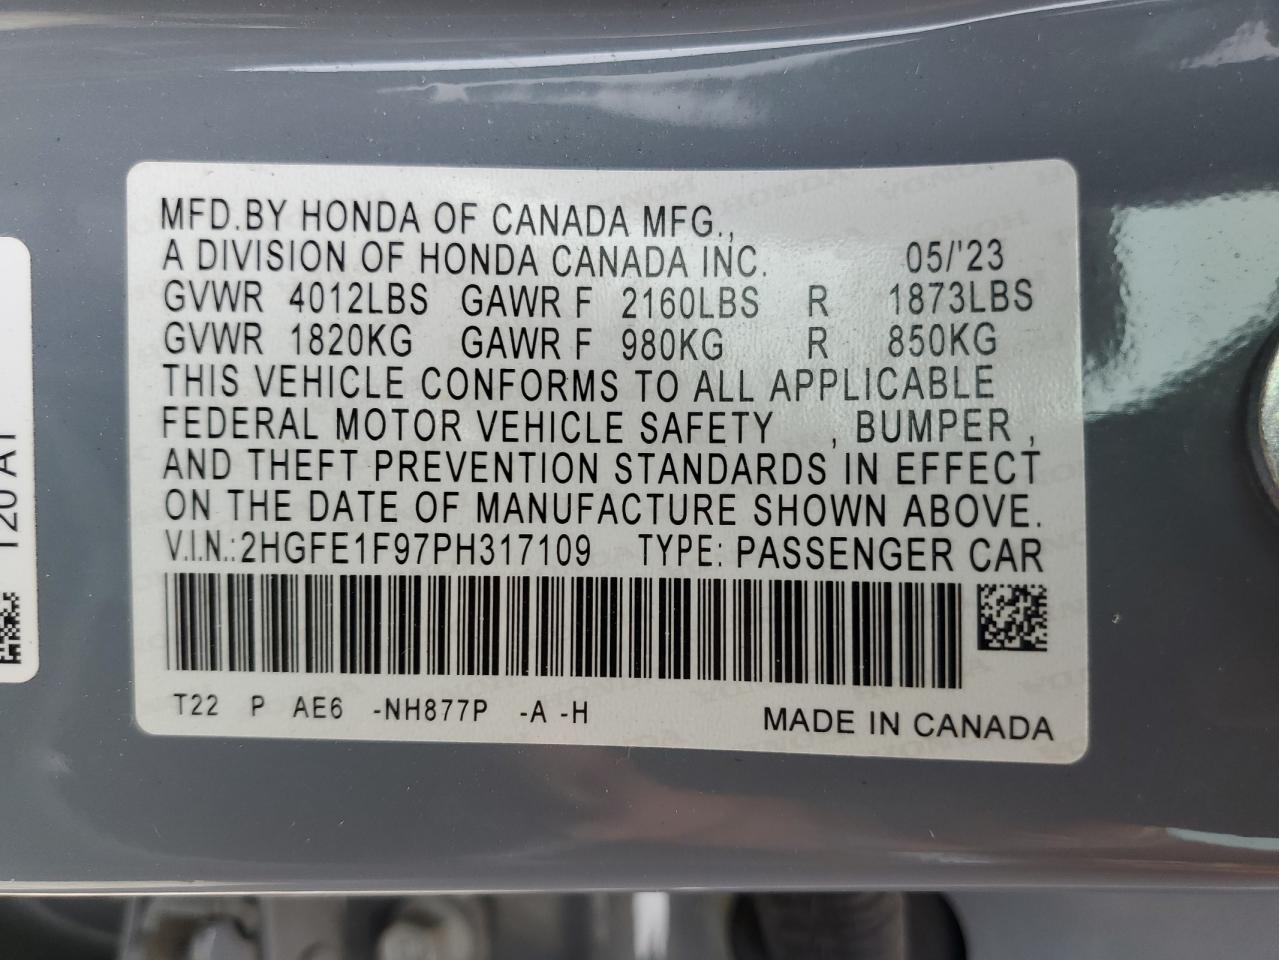 MFD.BY HONDA OF CANADA MFG.,
A DIVISION OF HONDA CANADA INC. 05/'23
GVWR 4012LBS GAWR F 2160LBS R 1873LBS
GVWR 1820KG GAWR F 980KG R 850KG
THIS VEHICLE CONFORMS TO ALL APPLICABLE
FEDERAL MOTOR VEHICLE SAFETY , BUMPER ,
AND THEFT PREVENTION STANDARDS IN EFFECT
ON THE DATE OF MANUFACTURE SHOWN ABOVE.
V.I.N.:2HGFE1F97PH317109 TYPE: PASSENGER CAR
T22 P AE6 -NH877P -A -H
MADE IN CANADA